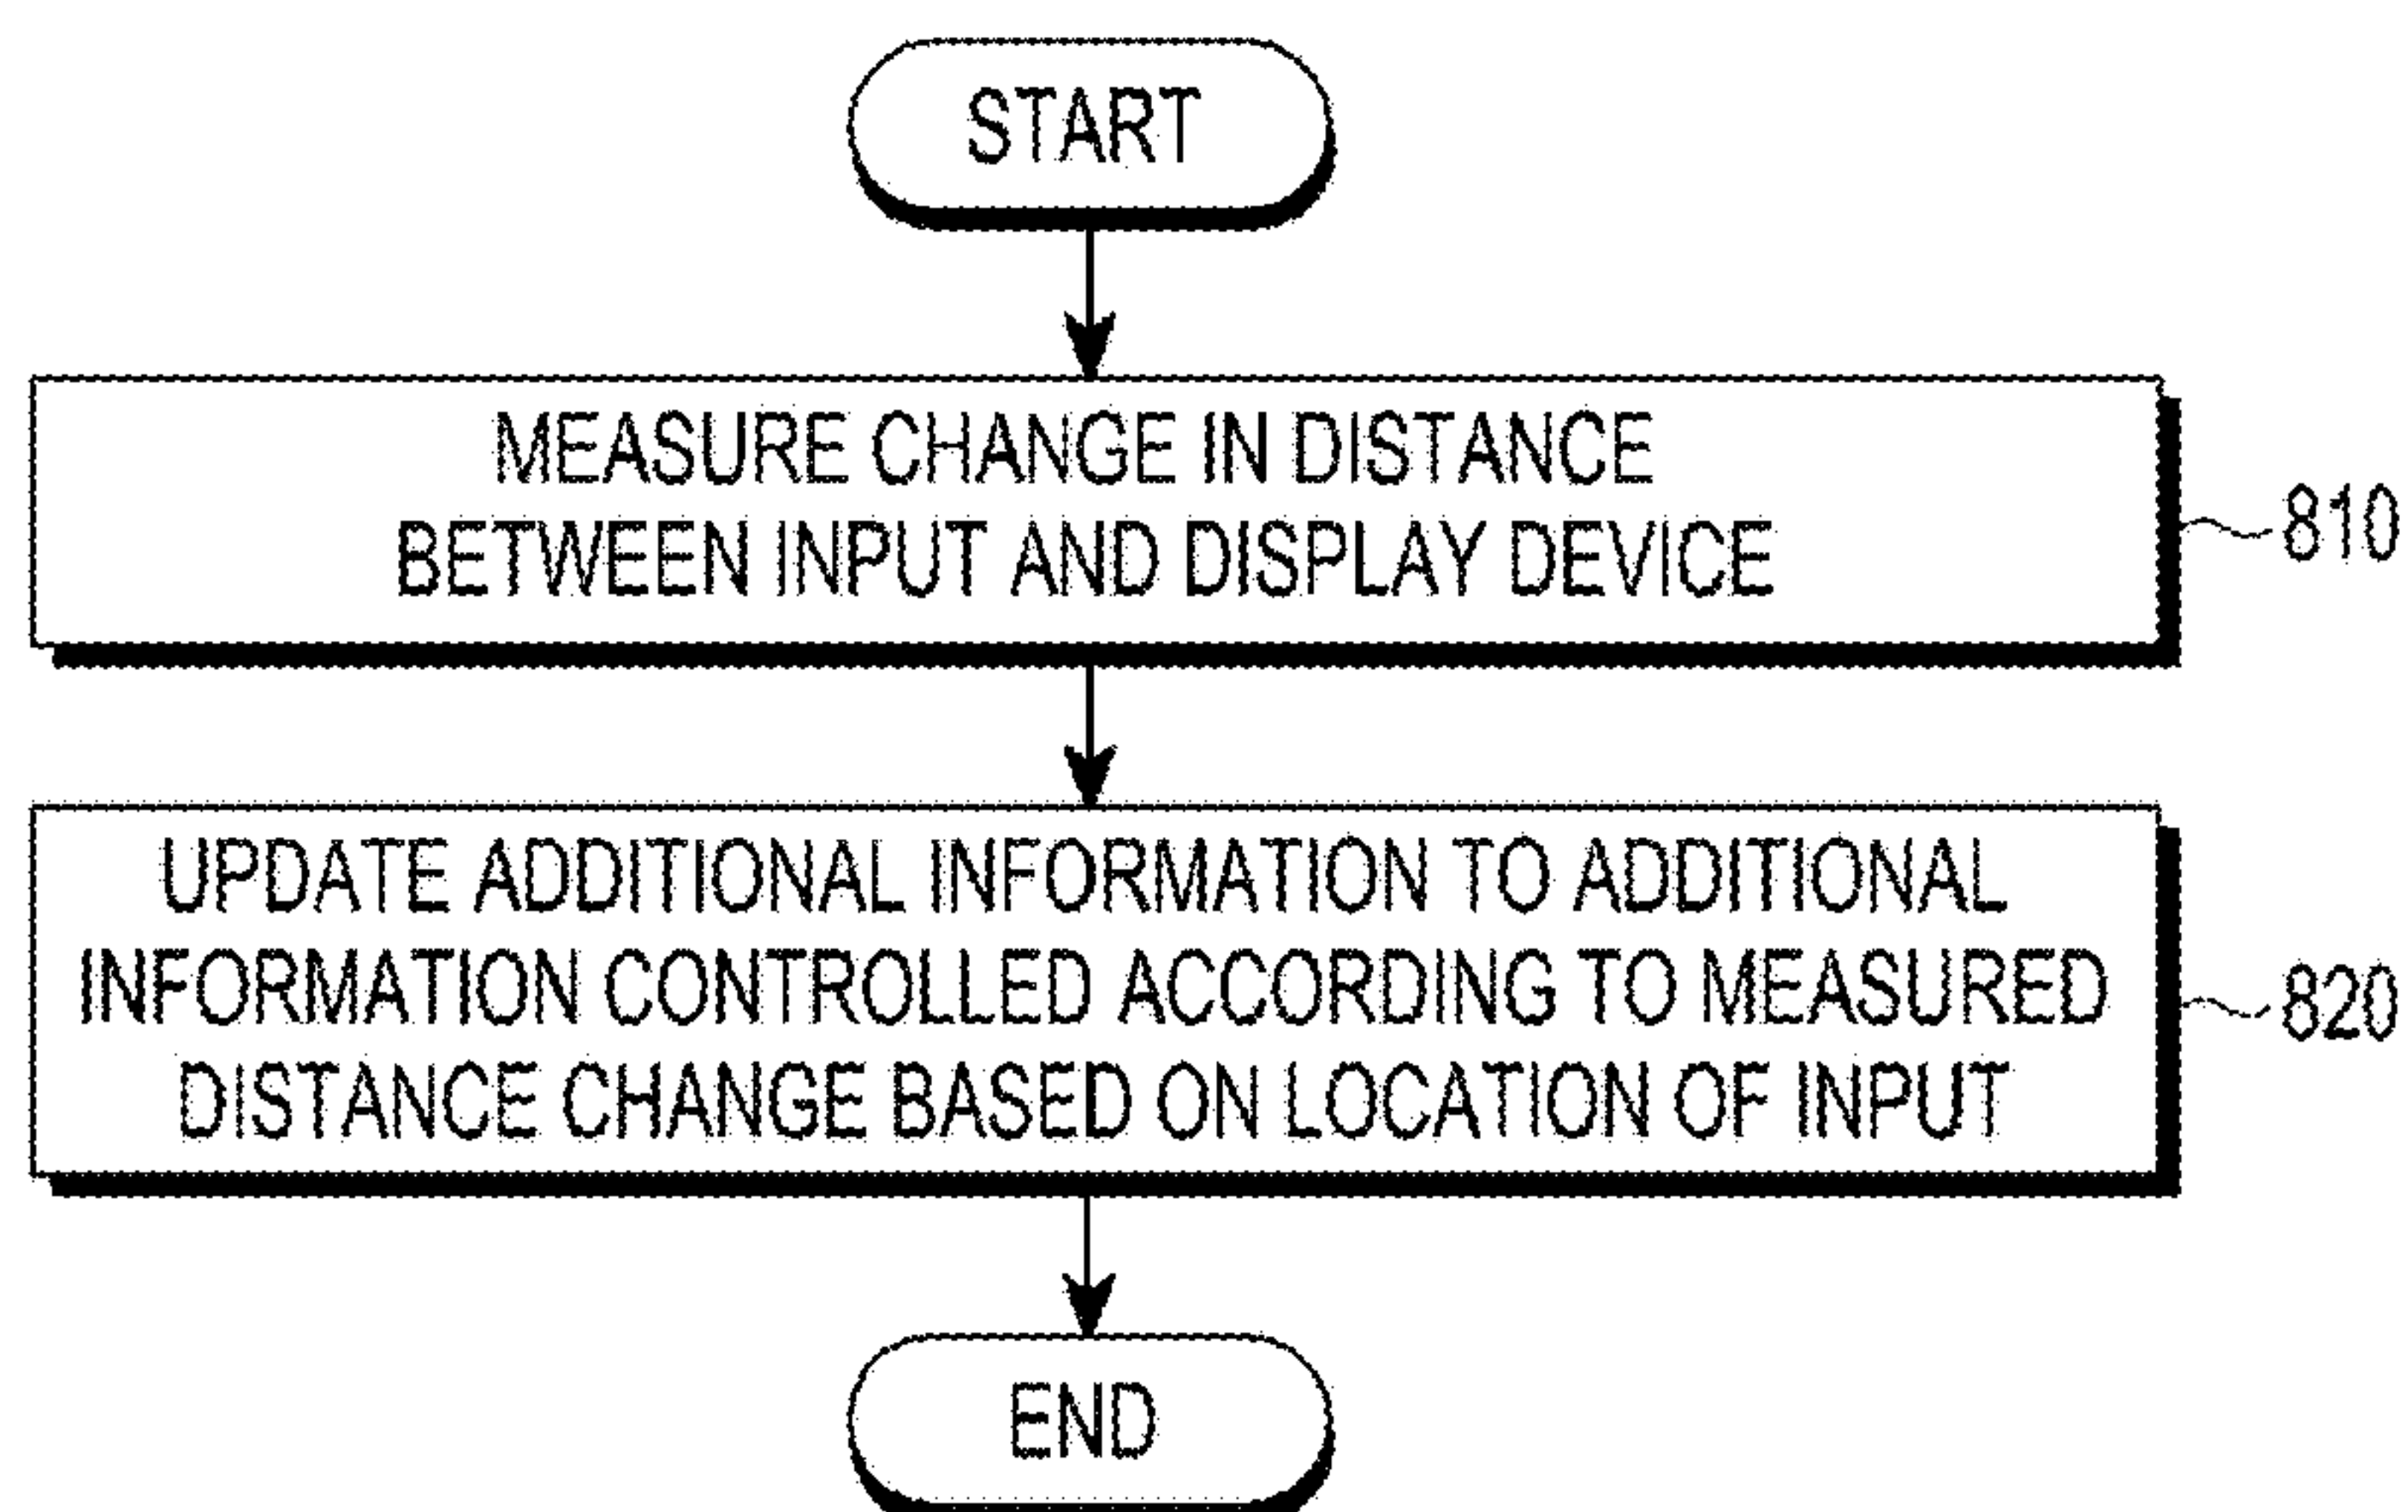 START
MEASURE CHANGE IN DISTANCE
BETWEEN INPUT AND DISPLAY DEVICE
810
UPDATE ADDITIONAL INFORMATION TO ADDITIONAL
INFORMATION CONTROLLED ACCORDING TO MEASURED
DISTANCE CHANGE BASED ON LOCATION OF INPUT
820
END